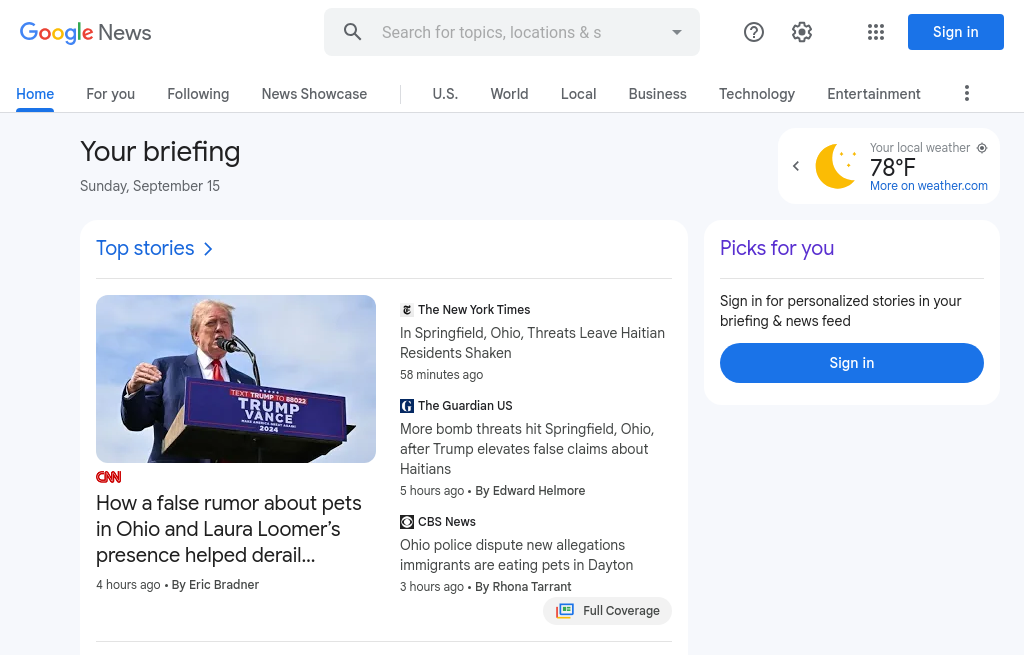 Google News
Search for topics, locations & s
Sign in
Home
For you
Following
News Showcase
U.S.
World
Local
Business
Technology
Entertainment
Your briefing
Sunday, September 15
Your local weather
78°F
More on weather.com
Top stories
TEXT TRUMP TO 88022
TRUMP
VANCE
MAKE AMERICA GREAT AGAIN!
2024
CNN
How a false rumor about pets
in Ohio and Laura Loomer’s
presence helped derail...
4 hours ago • By Eric Bradner
The New York Times
In Springfield, Ohio, Threats Leave Haitian
Residents Shaken
58 minutes ago
The Guardian US
More bomb threats hit Springfield, Ohio,
after Trump elevates false claims about
Haitians
5 hours ago • By Edward Helmore
CBS News
Ohio police dispute new allegations
immigrants are eating pets in Dayton
3 hours ago • By Rhona Tarrant
Full Coverage
Picks for you
Sign in for personalized stories in your
briefing & news feed
Sign in